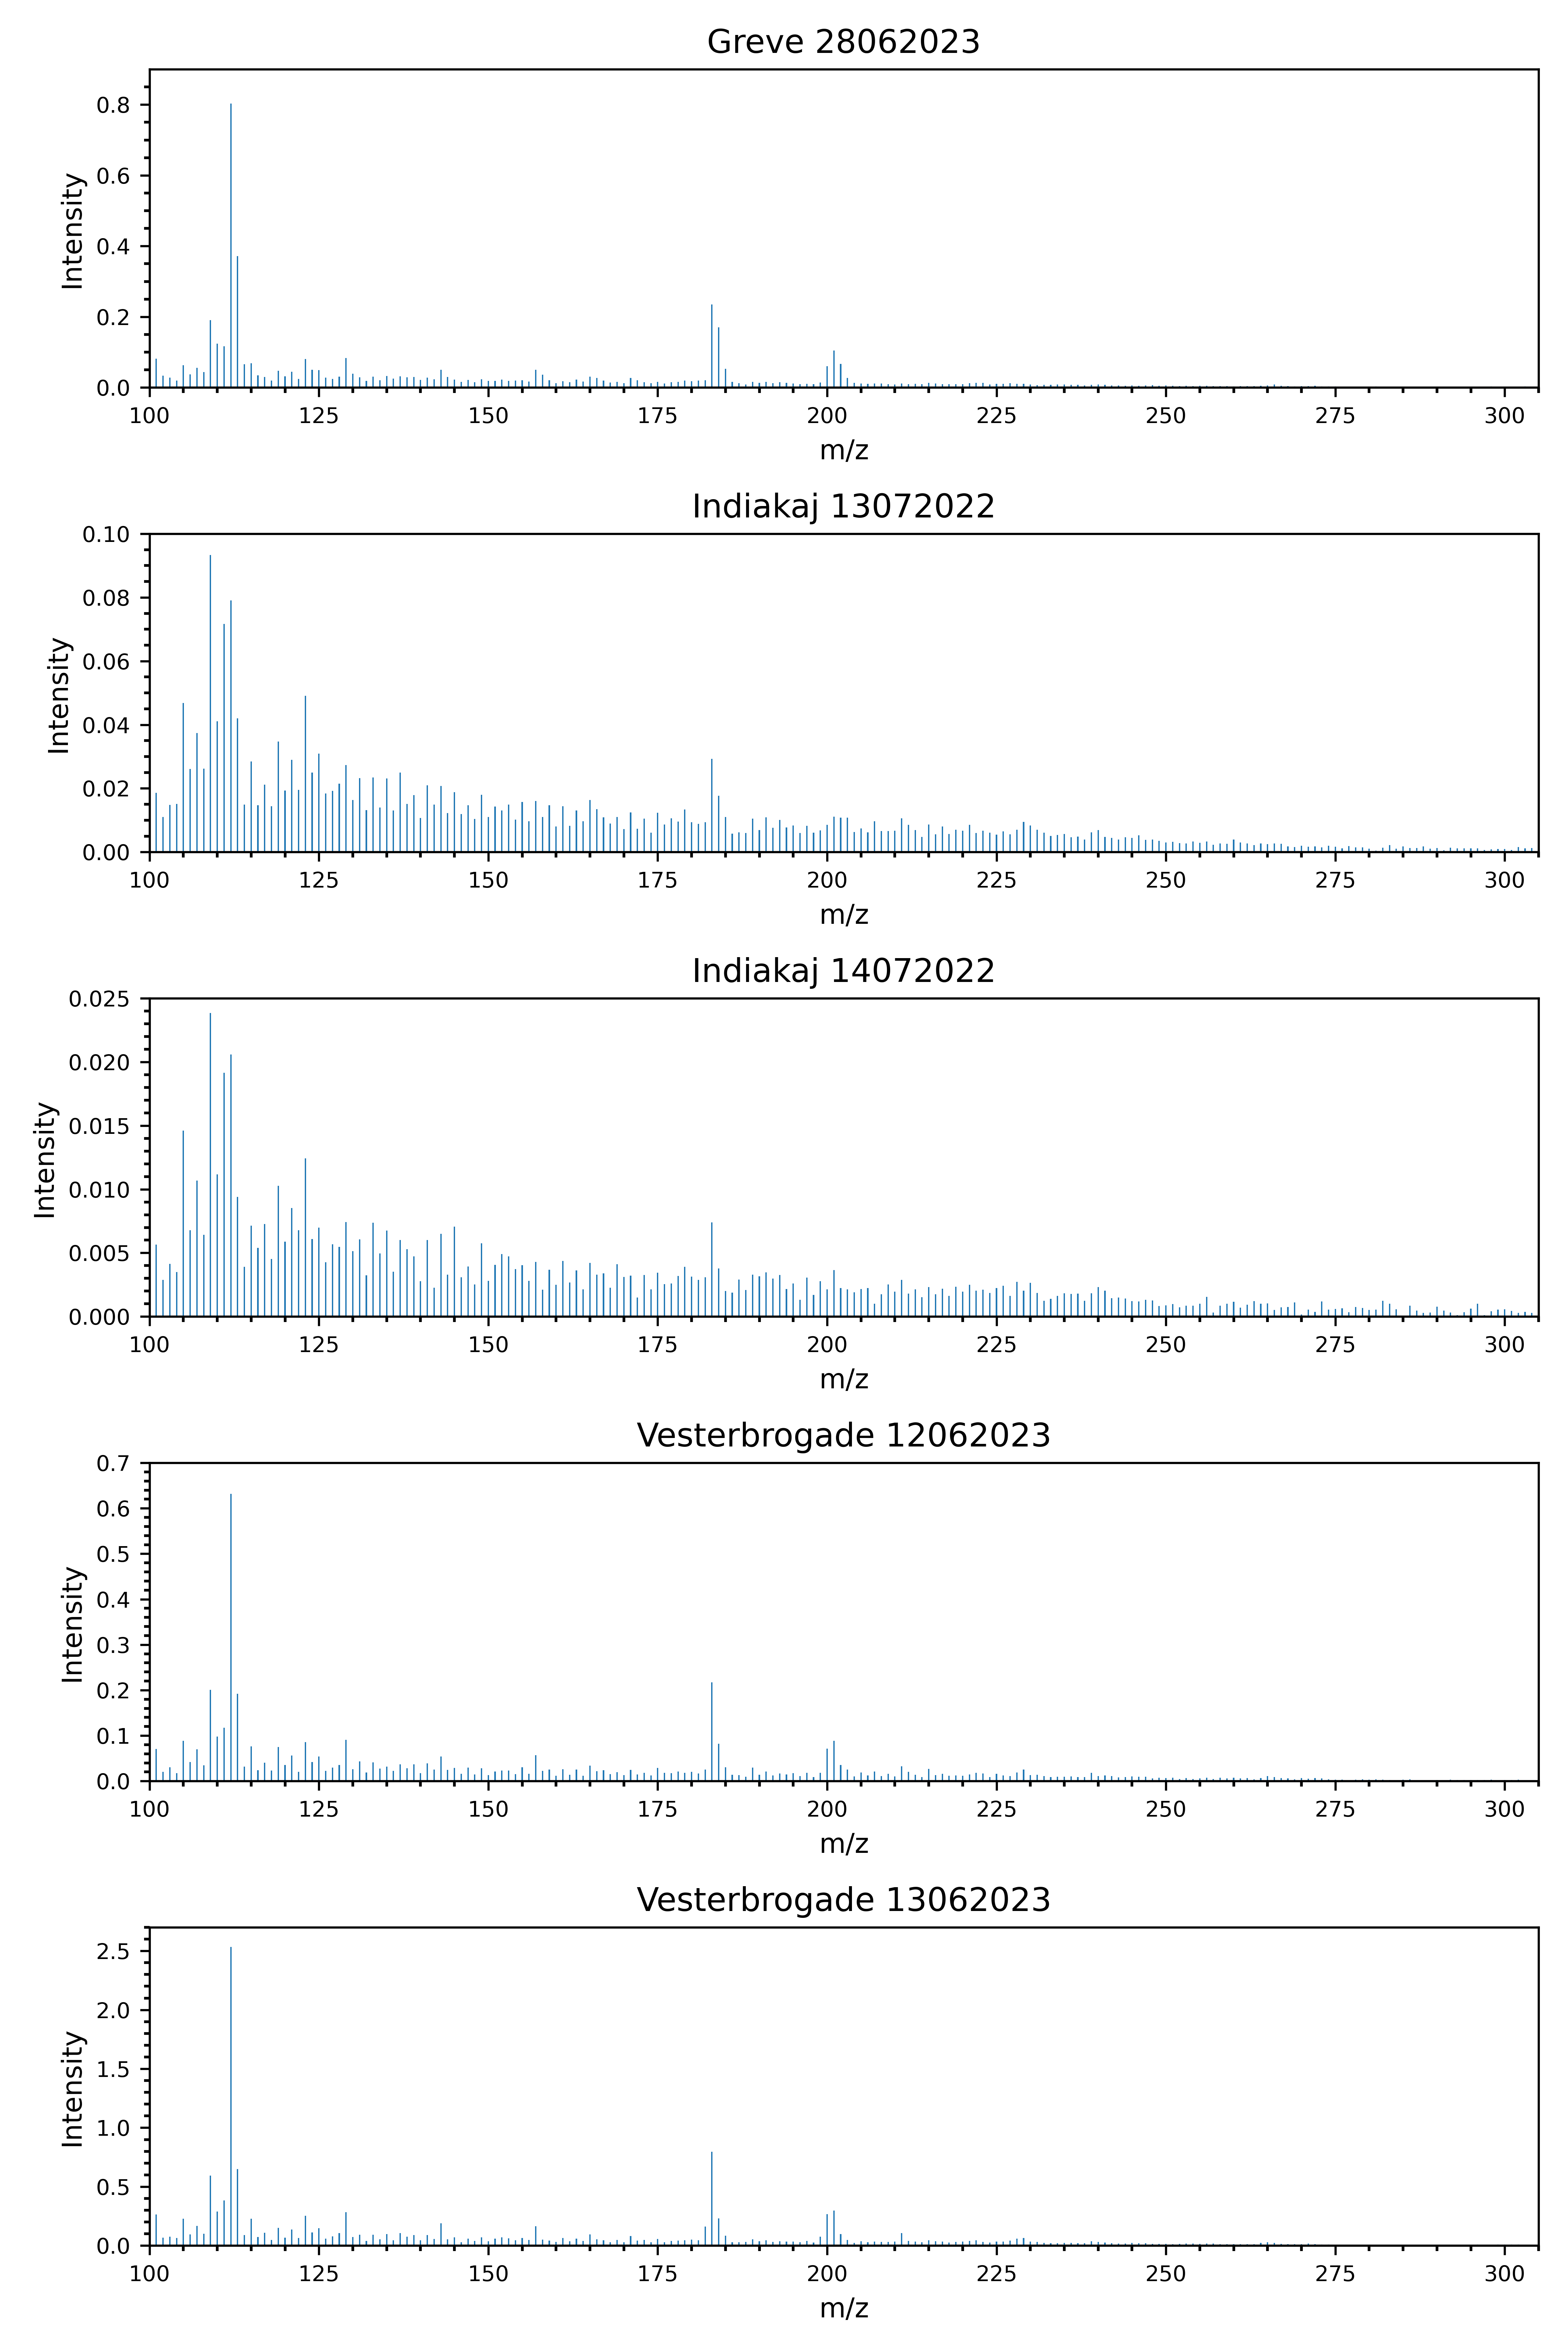 Greve 28062023
0.8
0.6
0.4
0.2
0.0
Intensity
100 125 150 175 200 225 250 275 300
m/z
Indiakaj 13072022
0.10
0.08
0.06
0.04
0.02
0.00
Intensity
100 125 150 175 200 225 250 275 300
m/z
Indiakaj 14072022
0.025
0.020
0.015
0.010
0.005
0.000
Intensity
100 125 150 175 200 225 250 275 300
m/z
Vesterbrogade 12062023
0.7
0.6
0.5
0.4
0.3
0.2
0.1
0.0
Intensity
100 125 150 175 200 225 250 275 300
m/z
Vesterbrogade 13062023
2.5
2.0
1.5
1.0
0.5
0.0
Intensity
100 125 150 175 200 225 250 275 300
m/z